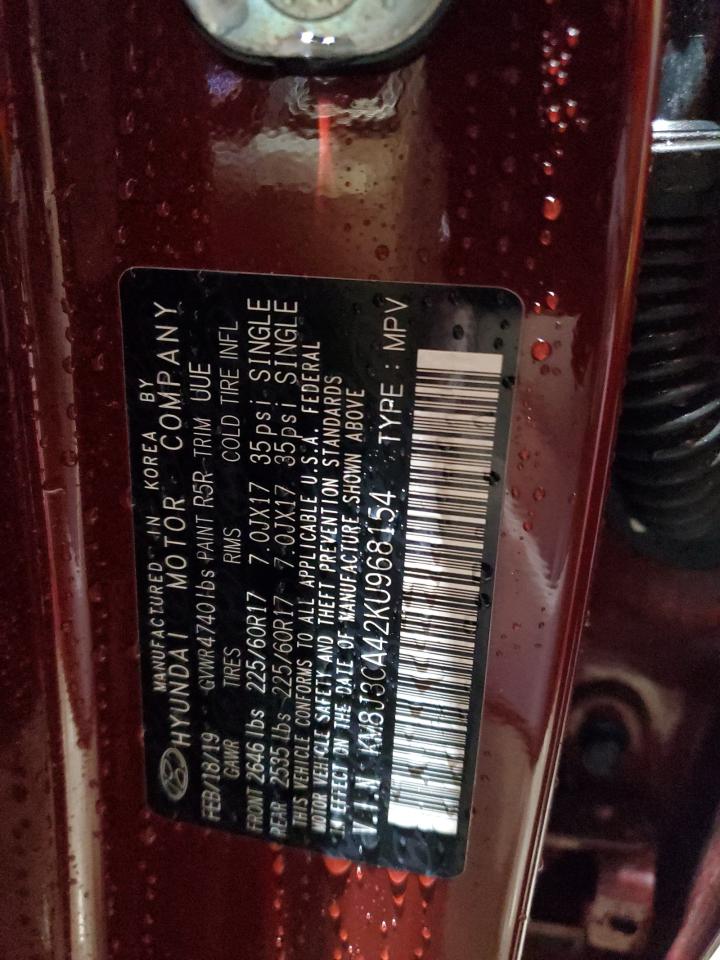 MANUFACTURED IN KOREA BY
HYUNDAI MOTOR COMPANY
FEB/18/19 GVWR 4740 lbs PAINT R5R TRIM UUE
GAWR TIRES RIMS COLD TIRE INFL
FRONT 2646 lbs 225/60R17 7.0JX17 35psi SINGLE
REAR 2535 lbs 225/60R17 7.0JX17 35psi SINGLE
THIS VEHICLE CONFORMS TO ALL APPLICABLE U.S.A. FEDERAL
MOTOR VEHICLE SAFETY AND THEFT PREVENTION STANDARDS
IN EFFECT ON THE DATE OF MANUFACTURE SHOWN ABOVE
V.I.N: KM8J3CA42KU968154 TYPE : MPV